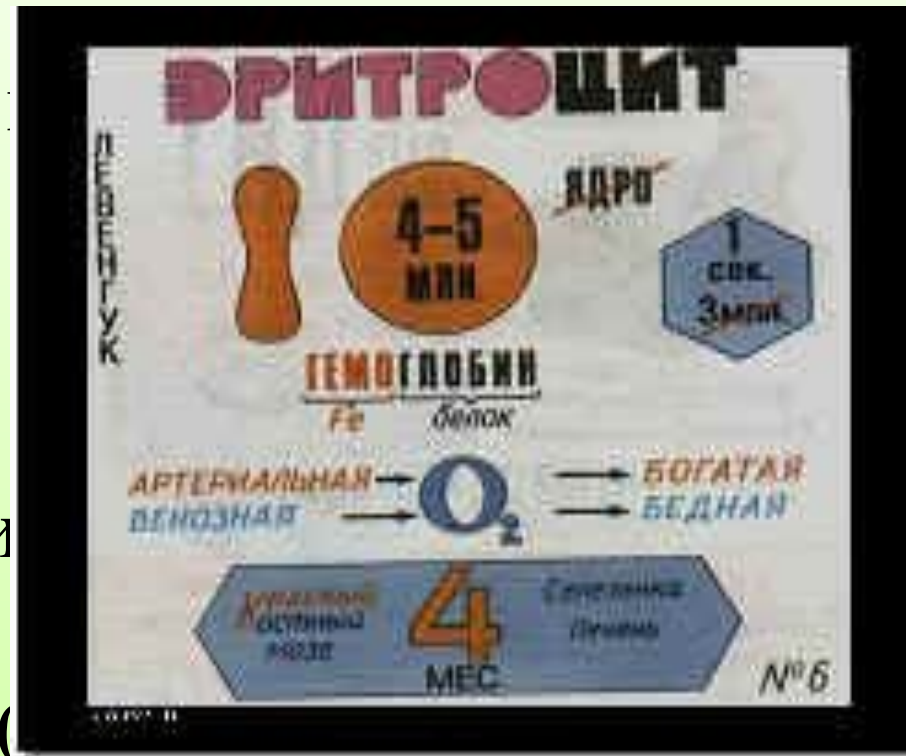 ЭРИТРОЦИТ
ЛЕВЕНГУК
ЯДРО
4–5
МЛН
1
сек.
3млн
ГЕМОГЛОБИН
Fe белок
АРТЕРИАЛЬНАЯ O2 БОГАТАЯ
ВЕНОЗНАЯ БЕДНАЯ
красный
костный
мозг
4
МЕС
Селезенка
Печень
№6